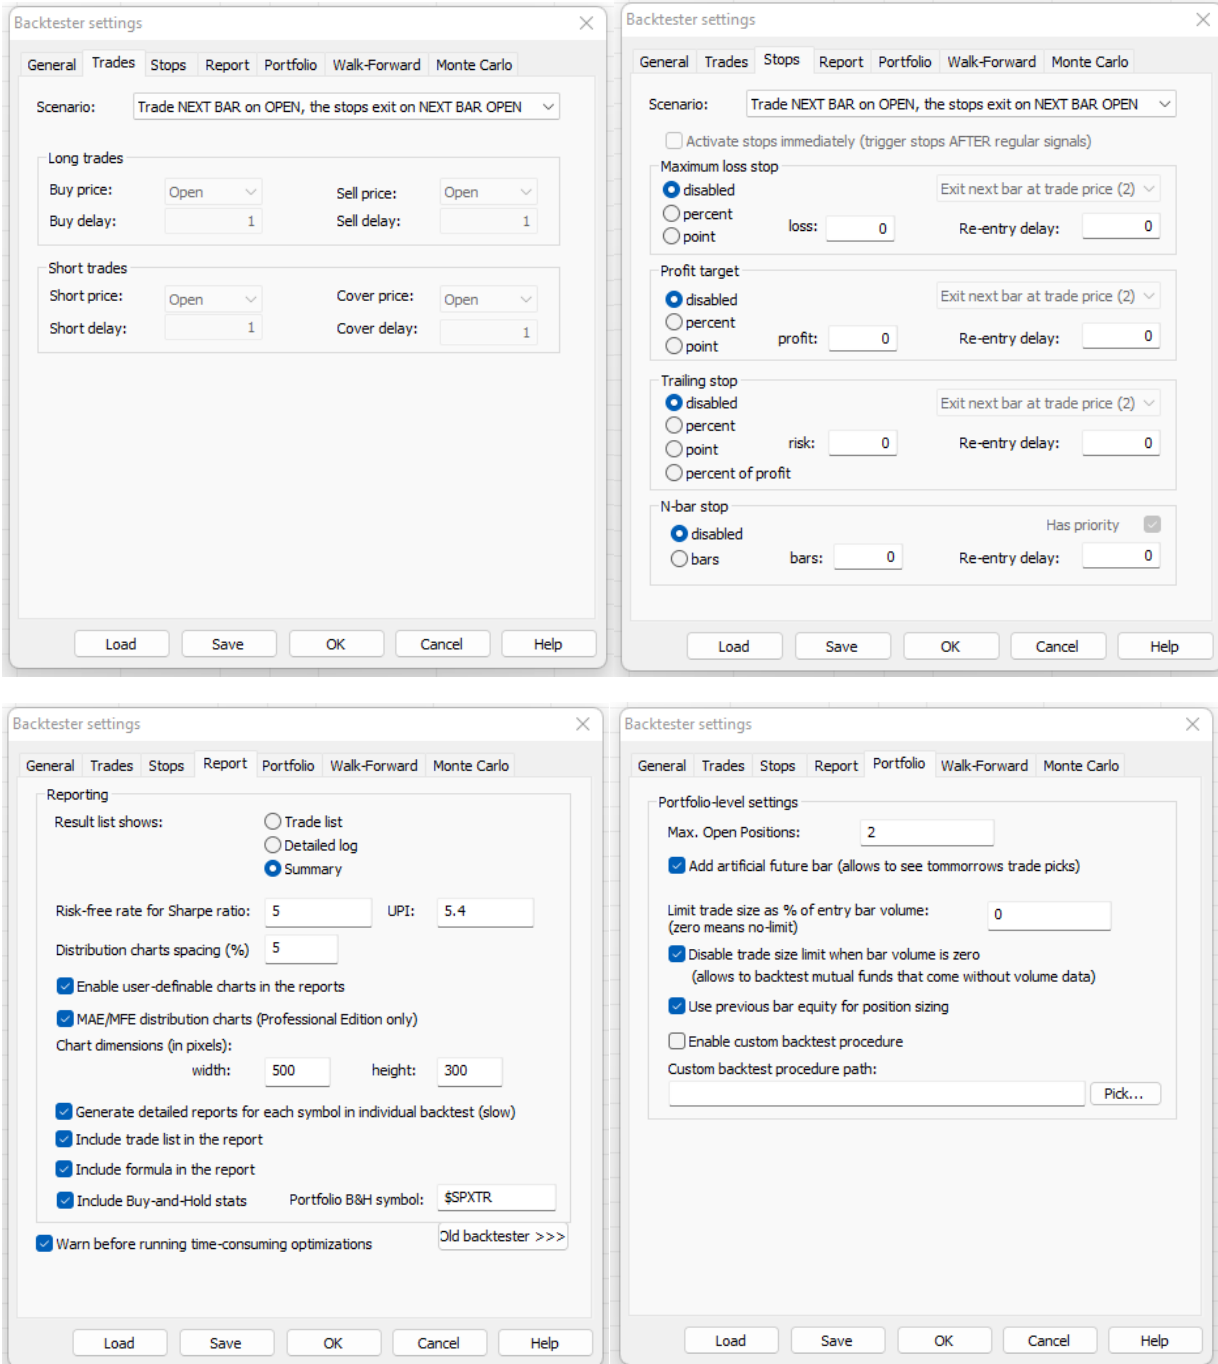 Backtester settings
General Trades Stops Report Portfolio Walk-Forward Monte Carlo
Scenario: Trade NEXT BAR on OPEN, the stops exit on NEXT BAR OPEN
Long trades
Buy price: Open Sell price: Open
Buy delay: 1 Sell delay: 1
Short trades
Short price: Open Cover price: Open
Short delay: 1 Cover delay: 1
Load Save OK Cancel Help
Backtester settings
General Trades Stops Report Portfolio Walk-Forward Monte Carlo
Scenario: Trade NEXT BAR on OPEN, the stops exit on NEXT BAR OPEN
Activate stops immediately (trigger stops AFTER regular signals)
Maximum loss stop
disabled Exit next bar at trade price (2)
percent
loss: 0 Re-entry delay: 0
point
Profit target
disabled Exit next bar at trade price (2)
percent
profit: 0 Re-entry delay: 0
point
Trailing stop
disabled Exit next bar at trade price (2)
percent
point risk: 0 Re-entry delay: 0
percent of profit
N-bar stop
Has priority
disabled
bars bars: 0 Re-entry delay: 0
Load Save OK Cancel Help
Backtester settings
General Trades Stops Report Portfolio Walk-Forward Monte Carlo
Reporting
Result list shows: Trade list
Detailed log
Summary
Risk-free rate for Sharpe ratio: 5 UPI: 5.4
Distribution charts spacing (%) 5
Enable user-definable charts in the reports
MAE/MFE distribution charts (Professional Edition only)
Chart dimensions (in pixels):
width: 500 height: 300
Generate detailed reports for each symbol in individual backtest (slow)
Include trade list in the report
Include formula in the report
Include Buy-and-Hold stats Portfolio B&H symbol: $SPXTR
Old backtester >>>
Warn before running time-consuming optimizations
Load Save OK Cancel Help
Backtester settings
General Trades Stops Report Portfolio Walk-Forward Monte Carlo
Portfolio-level settings
Max. Open Positions: 2
Add artificial future bar (allows to see tommorrows trade picks)
Limit trade size as % of entry bar volume: 0
(zero means no-limit)
Disable trade size limit when bar volume is zero
(allows to backtest mutual funds that come without volume data)
Use previous bar equity for position sizing
Enable custom backtest procedure
Custom backtest procedure path:
Pick...
Load Save OK Cancel Help